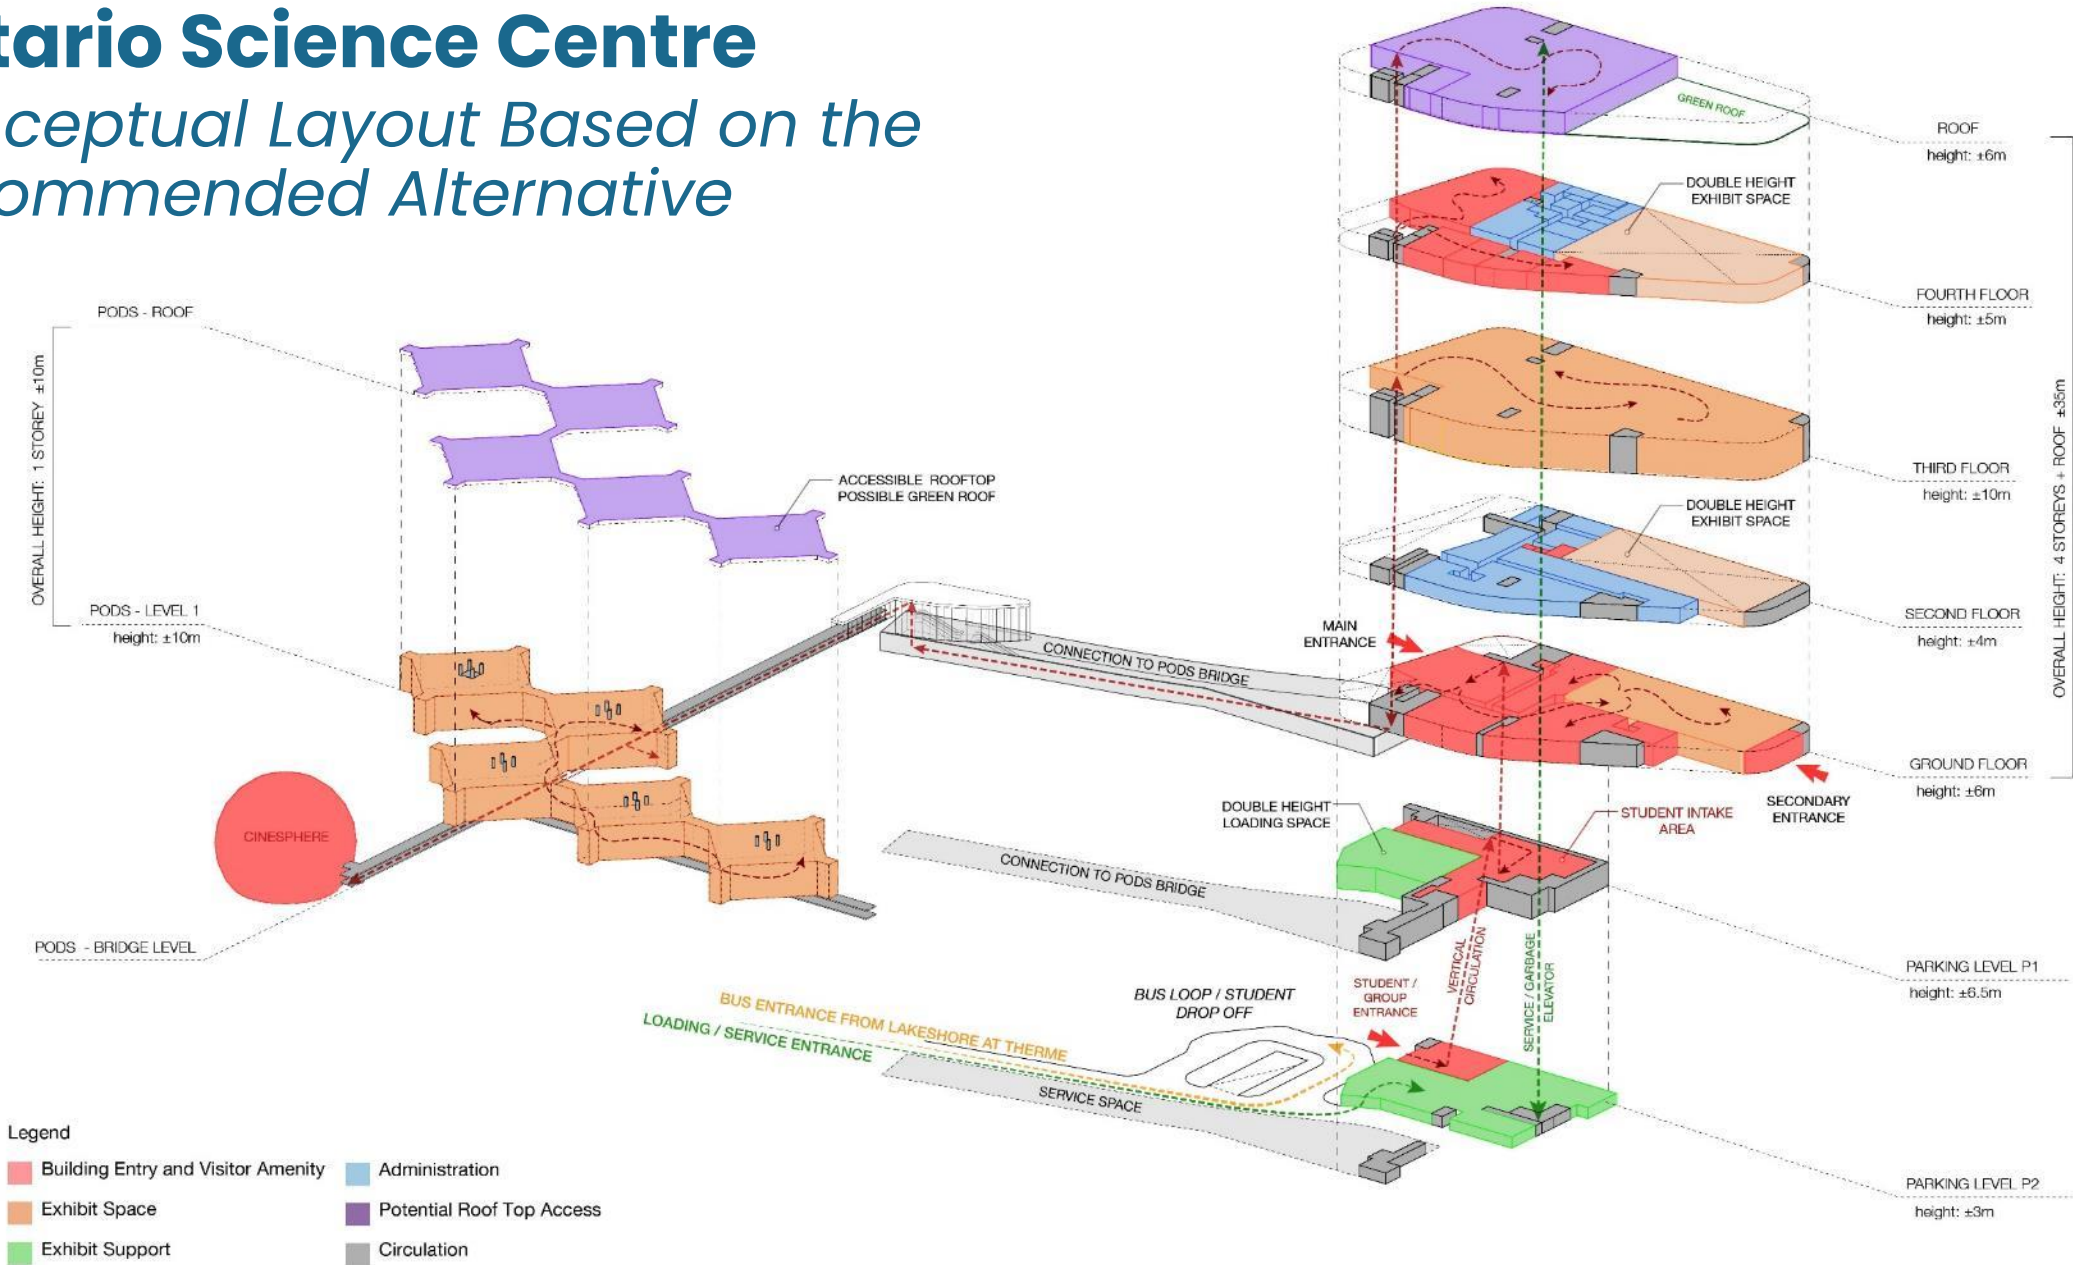 tario Science Centre
ceptual Layout Based on the
ommended Alternative
PODS - ROOF
OVERALL HEIGHT: 1 STOREY ±10m
ACCESSIBLE ROOFTOP
POSSIBLE GREEN ROOF
PODS - LEVEL 1
height: ±10m
CINESPHERE
PODS - BRIDGE LEVEL
GREEN ROOF
ROOF
height: ±6m
DOUBLE HEIGHT
EXHIBIT SPACE
FOURTH FLOOR
height: ±5m
THIRD FLOOR
height: ±10m
DOUBLE HEIGHT
EXHIBIT SPACE
SECOND FLOOR
height: ±4m
OVERALL HEIGHT: 4 STOREYS + ROOF ±35m
MAIN
ENTRANCE
CONNECTION TO PODS BRIDGE
GROUND FLOOR
height: ±6m
SECONDARY
ENTRANCE
DOUBLE HEIGHT
LOADING SPACE
STUDENT INTAKE
AREA
CONNECTION TO PODS BRIDGE
VERTICAL
CIRCULATION
SERVICE / GARBAGE
ELEVATOR
PARKING LEVEL P1
height: ±6.5m
BUS LOOP / STUDENT
DROP OFF
STUDENT /
GROUP
ENTRANCE
BUS ENTRANCE FROM LAKESHORE AT THERME
LOADING / SERVICE ENTRANCE
SERVICE SPACE
PARKING LEVEL P2
height: ±3m
Legend
Building Entry and Visitor Amenity
Administration
Exhibit Space
Potential Roof Top Access
Exhibit Support
Circulation